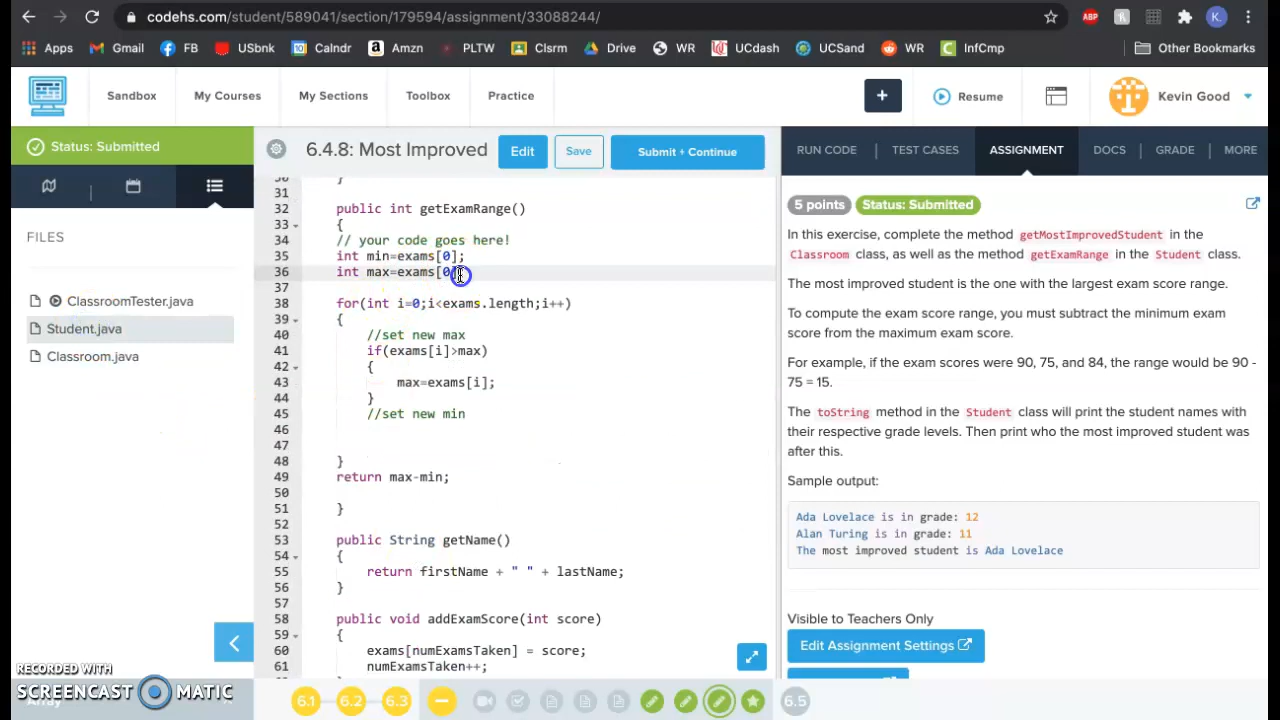 codehs.com/student/589041/section/179594/assignment/33088244/
ABP
K.
Apps Gmail FB USbnk Calndr Amzn PLTW Clsrm Drive WR UCdash UCSand WR InfCmp Other Bookmarks
Sandbox My Courses My Sections Toolbox Practice + Resume Kevin Good
Status: Submitted
6.4.8: Most Improved Edit Save Submit + Continue
RUN CODE TEST CASES ASSIGNMENT DOCS GRADE MORE
FILES
ClassroomTester.java
Student.java
Classroom.java
30 }
31
32 public int getExamRange()
33 {
34 // your code goes here!
35 int min=exams[0];
36 int max=exams[0]
37
38 for(int i=0;i<exams.length;i++)
39 {
40 //set new max
41 if(exams[i]>max)
42 {
43 max=exams[i];
44 }
45 //set new min
46
47
48 }
49 return max-min;
50
51 }
52
53 public String getName()
54 {
55 return firstName + " " + lastName;
56 }
57
58 public void addExamScore(int score)
59 {
60 exams[numExamsTaken] = score;
61 numExamsTaken++;
5 points Status: Submitted
In this exercise, complete the method getMostImprovedStudent in the
Classroom class, as well as the method getExamRange in the Student class.
The most improved student is the one with the largest exam score range.
To compute the exam score range, you must subtract the minimum exam
score from the maximum exam score.
For example, if the exam scores were 90, 75, and 84, the range would be 90 -
75 = 15.
The toString method in the Student class will print the student names with
their respective grade levels. Then print who the most improved student was
after this.
Sample output:
Ada Lovelace is in grade: 12
Alan Turing is in grade: 11
The most improved student is Ada Lovelace
Visible to Teachers Only
Edit Assignment Settings
RECORDED WITH
SCREENCAST MATIC
6.1 6.2 6.3 6.5